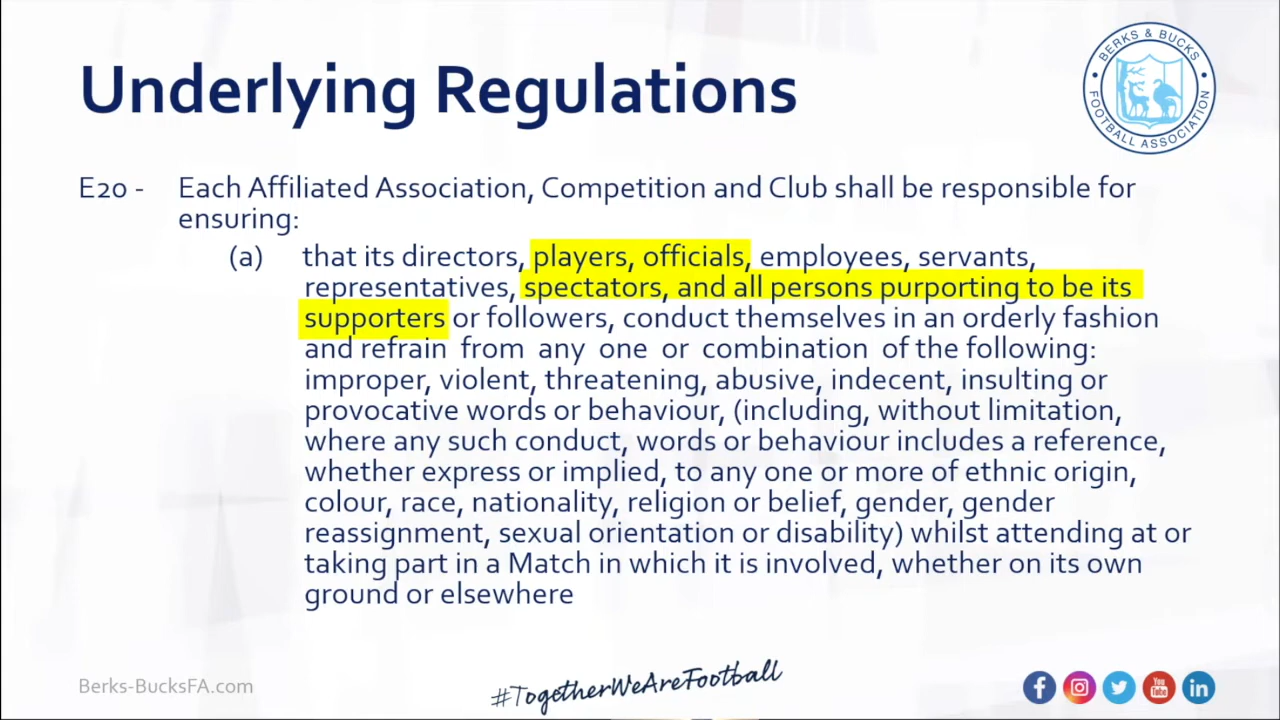 Underlying Regulations
BERKS & BUCKS
FOOTBALL ASSOCIATION
E20 - Each Affiliated Association, Competition and Club shall be responsible for
ensuring:
(a) that its directors, players, officials, employees, servants,
representatives, spectators, and all persons purporting to be its
supporters or followers, conduct themselves in an orderly fashion
and refrain from any one or combination of the following:
improper, violent, threatening, abusive, indecent, insulting or
provocative words or behaviour, (including, without limitation,
where any such conduct, words or behaviour includes a reference,
whether express or implied, to any one or more of ethnic origin,
colour, race, nationality, religion or belief, gender, gender
reassignment, sexual orientation or disability) whilst attending at or
taking part in a Match in which it is involved, whether on its own
ground or elsewhere
Berks-BucksFA.com
#TogetherWeAreFootball
You Tube
in